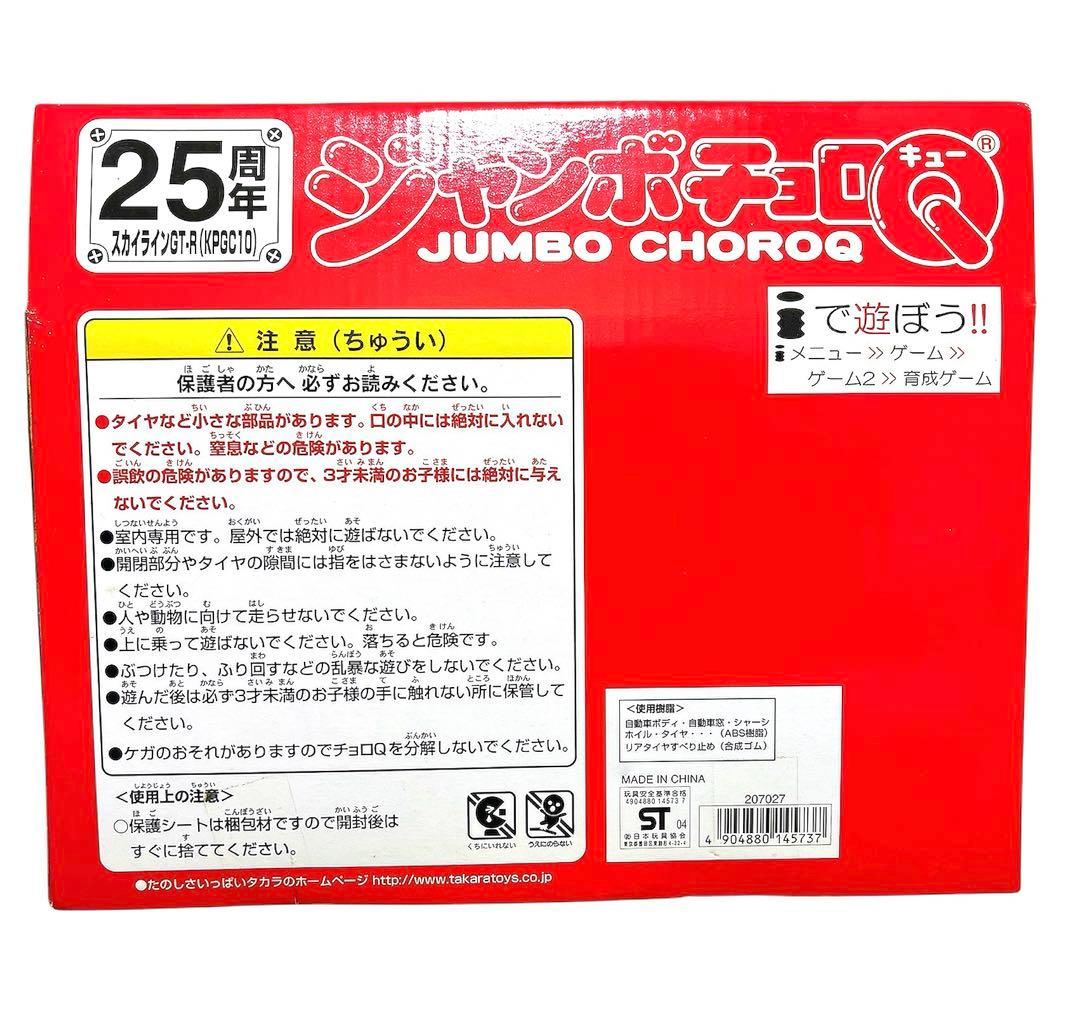 25周年
スカイラインGT-R(KPGC10)
ジャンボチョロQ®
キュー
JUMBO CHOROQ
iで遊ぼう!!
iメニュー≫ゲーム≫
ゲーム2≫育成ゲーム
⚠注意(ちゅうい)
保護者の方へ 必ずお読みください。
●タイヤなど小さな部品があります。口の中には絶対に入れない
でください。窒息などの危険があります。
●誤飲の危険がありますので、3才未満のお子様には絶対に与え
ないでください。
●室内専用です。屋外では絶対に遊ばないでください。
●開閉部分やタイヤの隙間には指をはさまないように注意して
ください。
●人や動物に向けて走らせないでください。
●上に乗って遊ばないでください。落ちると危険です。
●ぶつけたり、ふり回すなどの乱暴な遊びをしないでください。
●遊んだ後は必ず3才未満のお子様の手に触れない所に保管して
ください。
●ケガのおそれがありますのでチョロQを分解しないでください。
<使用上の注意>
○保護シートは梱包材ですので開封後は
すぐに捨ててください。
くちにいれない
うえにのらない
●たのしさいっぱいタカラのホームページ http://www.takaratoys.co.jp
<使用樹脂>
自動車ボディ・自動車窓・シャーシ
ホイル・タイヤ・・・(ABS樹脂)
リアタイヤすべり止め(合成ゴム)
MADE IN CHINA
玩具安全基準合格
4904880 14573 7
ST 04
㈳日本玩具協会
東京都墨田区東駒形4-22-4
207027
4 904880 145737